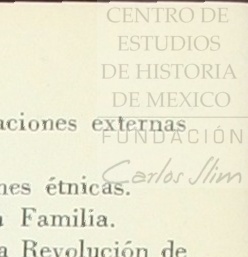 CENTRO DE
ESTUDIOS
DE HISTORIA
DE MEXICO
aciones externas
FUNDACIÓN
Carlos Slim
nes étnicas.
a Familia.
a Revolución de